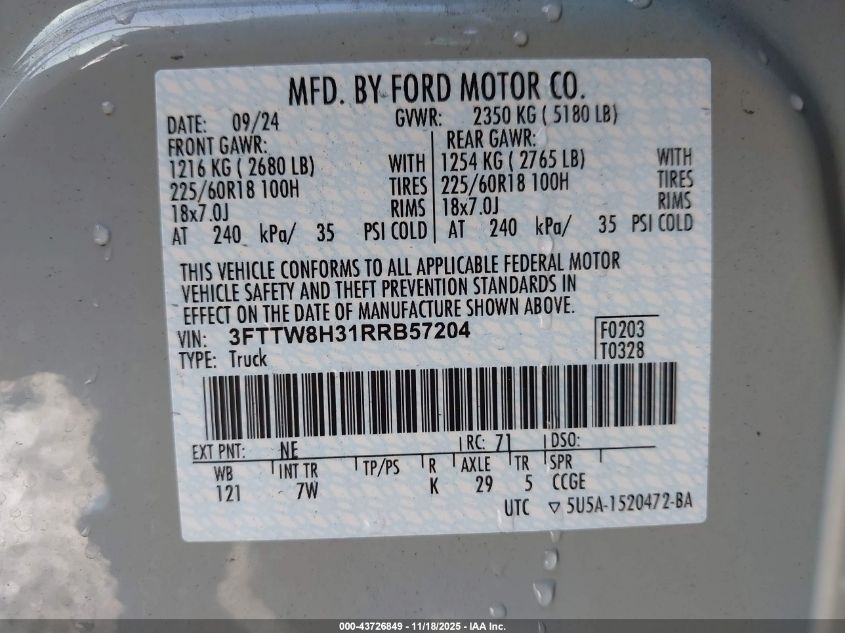 MFD. BY FORD MOTOR CO.
DATE: 09/24 GVWR: 2350 KG ( 5180 LB)
FRONT GAWR: REAR GAWR:
1216 KG ( 2680 LB) WITH 1254 KG ( 2765 LB) WITH
225/60R18 100H TIRES 225/60R18 100H TIRES
18x7.0J RIMS 18x7.0J RIMS
AT 240 kPa/ 35 PSI COLD AT 240 kPa/ 35 PSI COLD
THIS VEHICLE CONFORMS TO ALL APPLICABLE FEDERAL MOTOR
VEHICLE SAFETY AND THEFT PREVENTION STANDARDS IN
EFFECT ON THE DATE OF MANUFACTURE SHOWN ABOVE.
VIN: 3FTTW8H31RRB57204 F0203
TYPE: Truck T0328
EXT PNT: NE RC: 71 DSO:
WB INT TR TP/PS R AXLE TR SPR
121 7W K 29 5 CCGE
UTC ▽ 5U5A-1520472-BA
000-43726849 - 11/18/2025 - IAA Inc.